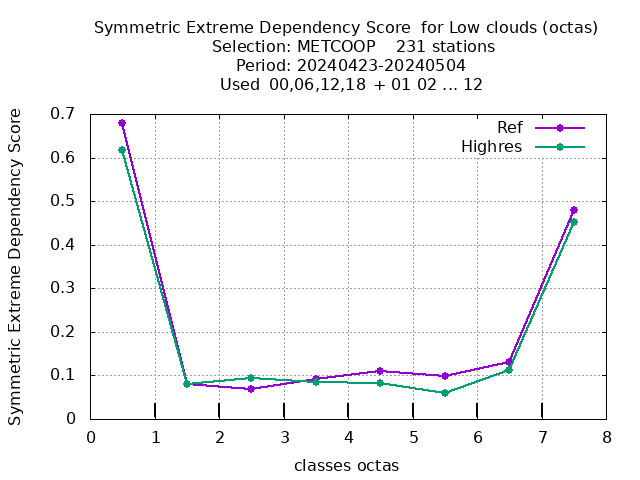 Symmetric Extreme Dependency Score  for Low clouds (octas)
Selection: METCOOP    231 stations
Period: 20240423-20240504
Used  00,06,12,18  + 01 02 ... 12
Ref
Highres
Symmetric Extreme Dependency Score
0.7
0.6
0.5
0.4
0.3
0.2
0.1
0
0 1 2 3 4 5 6 7 8
classes octas